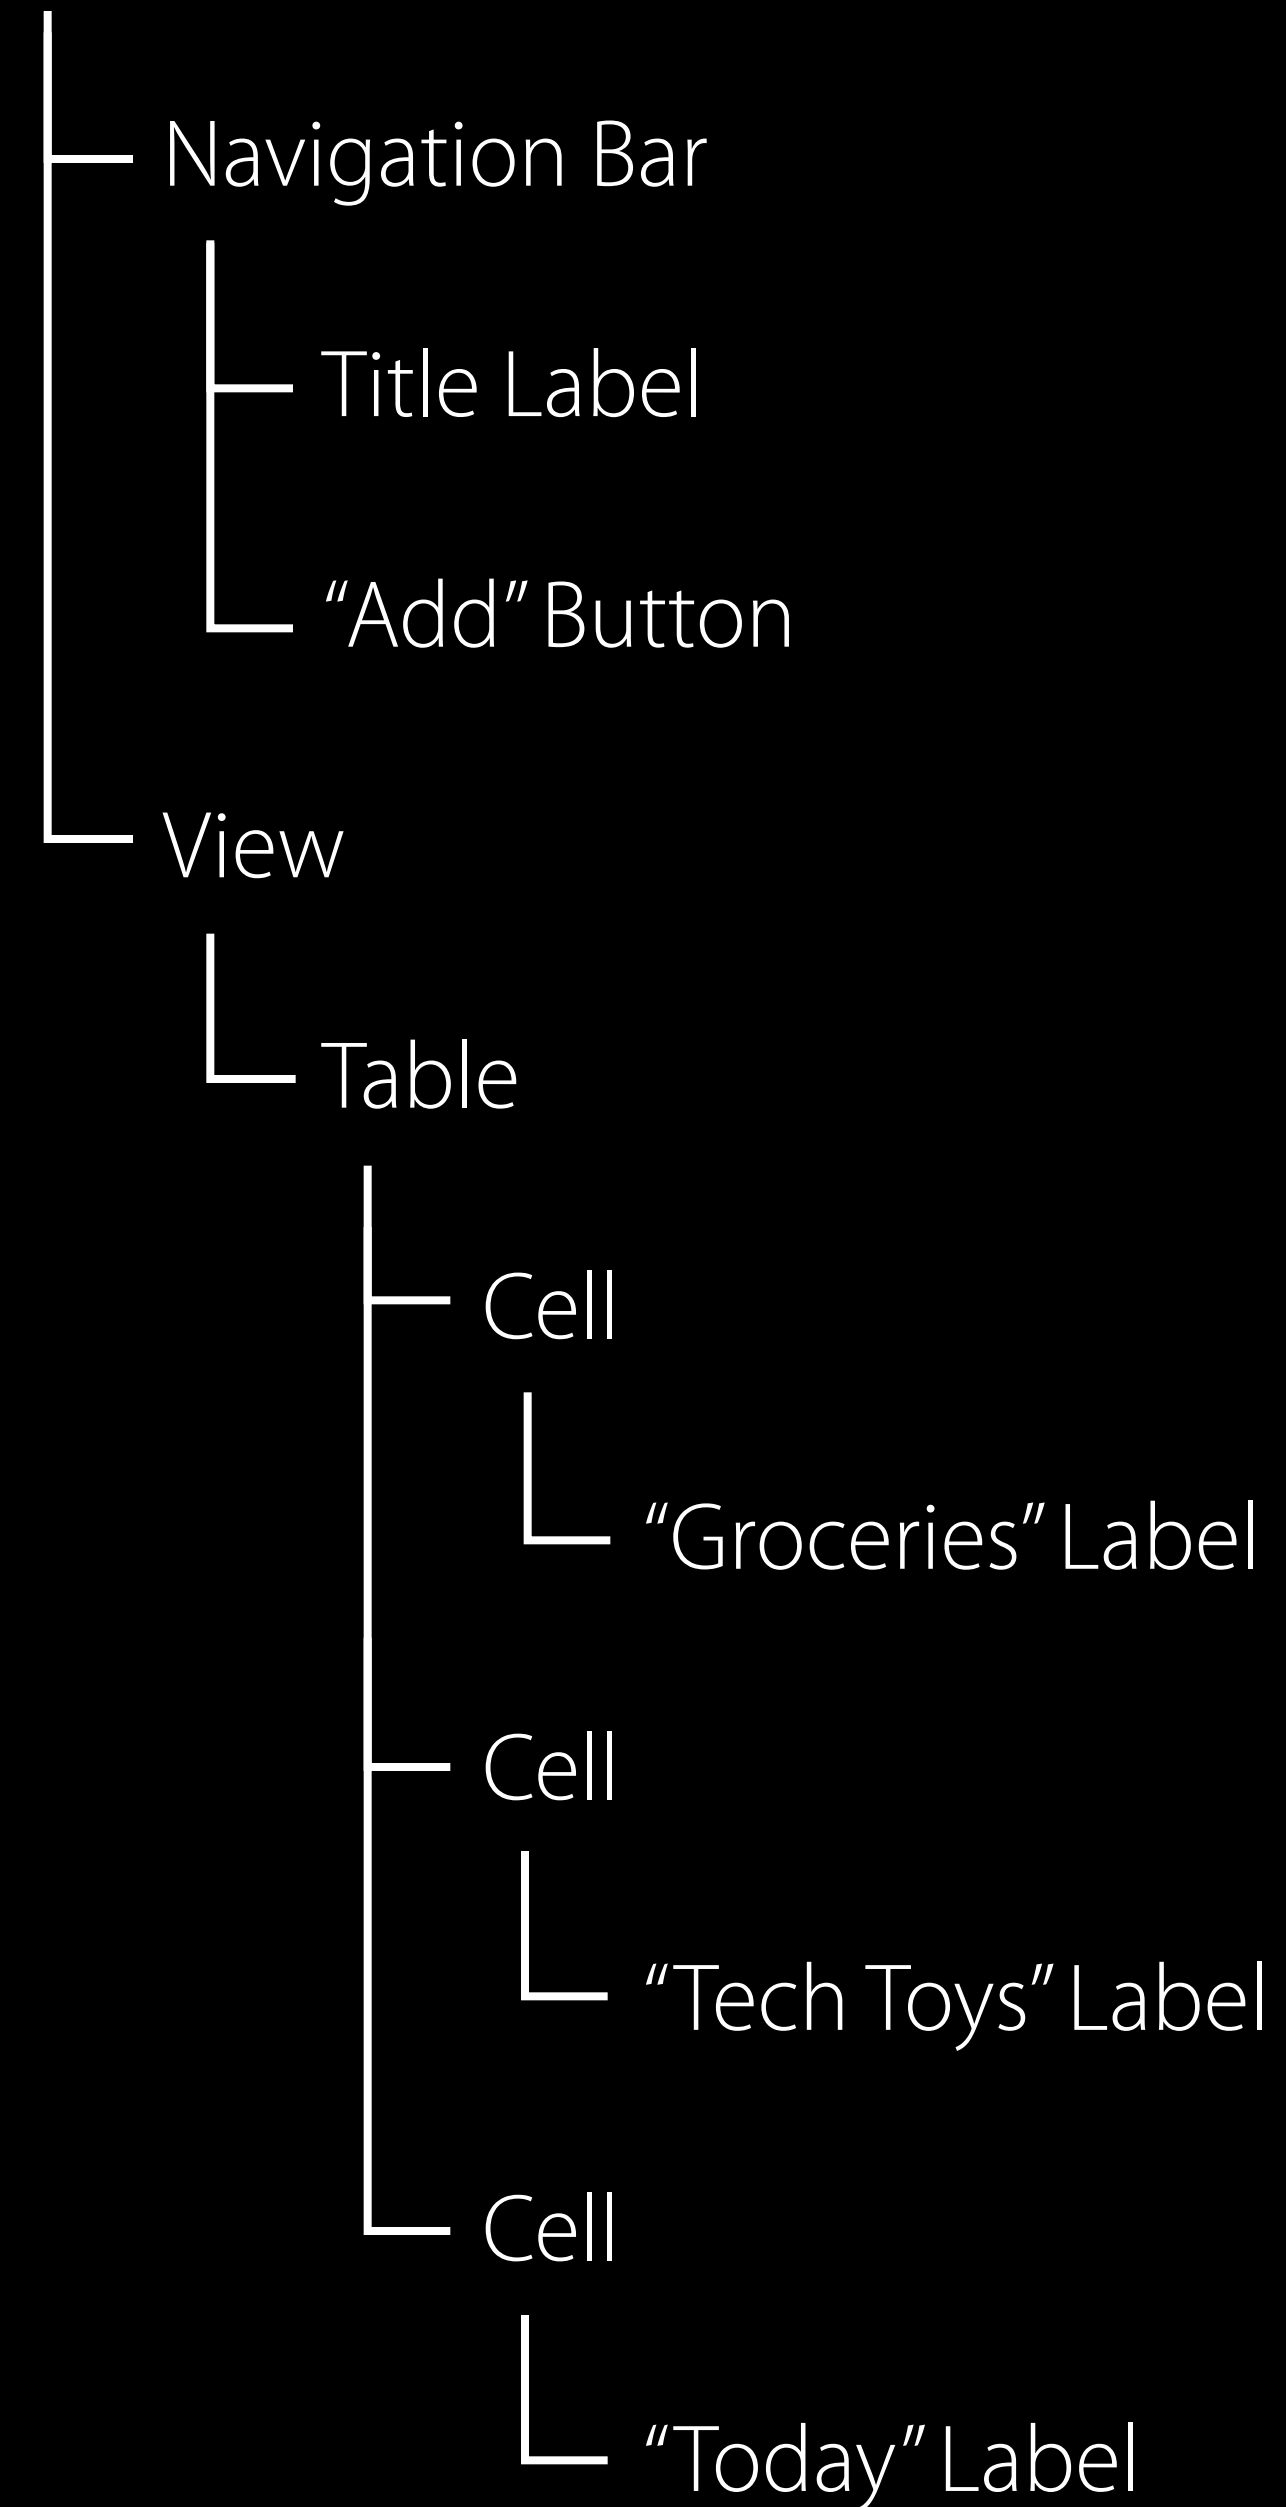 Navigation Bar
Title Label
“Add” Button
View
Table
Cell
“Groceries” Label
Cell
“Tech Toys” Label
Cell
“Today” Label